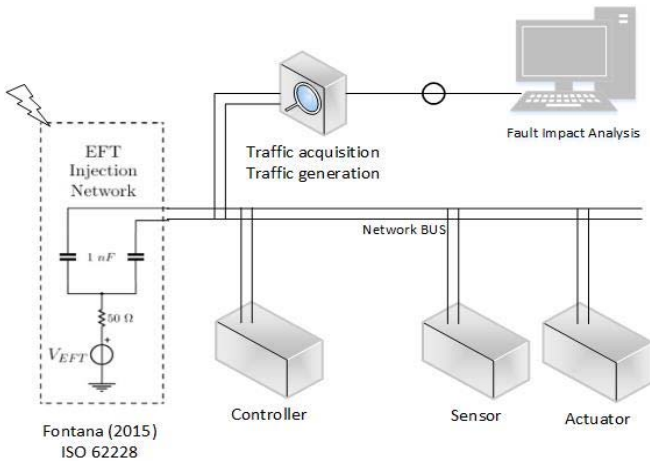 EFT
Injection
Network
1 nF
50 Ω
+
V_EFT
Fontana (2015)
ISO 62228
Traffic acquisition
Traffic generation
Fault Impact Analysis
Network BUS
Controller
Sensor
Actuator